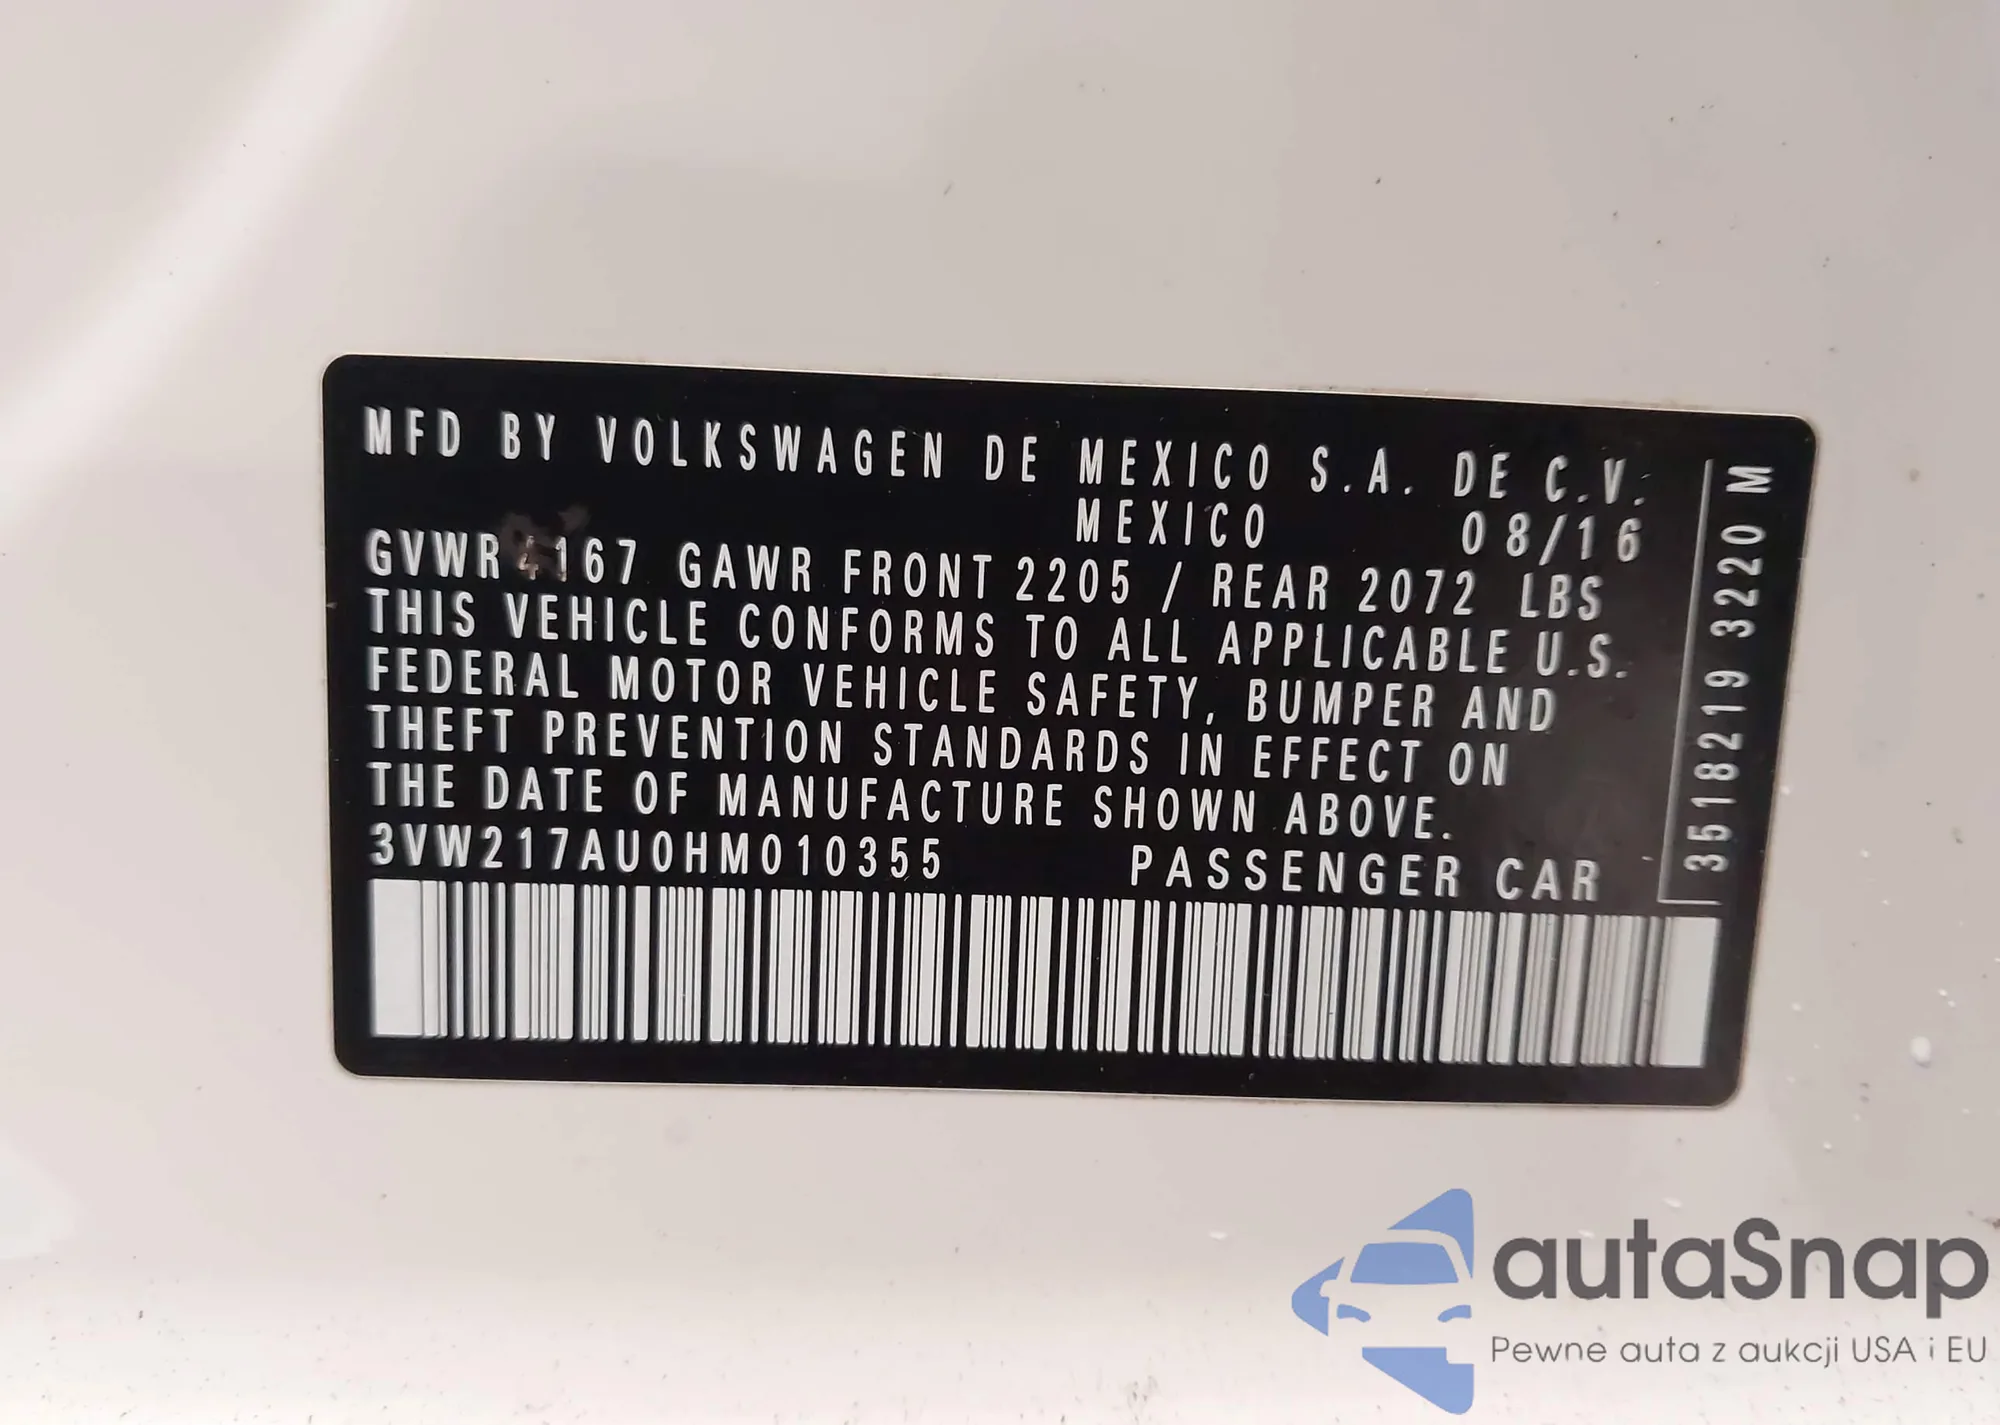 MFD BY VOLKSWAGEN DE MEXICO S.A. DE C.V.
MEXICO 08/16
GVWR 4167 GAWR FRONT 2205 / REAR 2072 LBS
THIS VEHICLE CONFORMS TO ALL APPLICABLE U.S.
FEDERAL MOTOR VEHICLE SAFETY, BUMPER AND
THEFT PREVENTION STANDARDS IN EFFECT ON
THE DATE OF MANUFACTURE SHOWN ABOVE.
3VW217AU0HM010355 PASSENGER CAR
3518219 3220 M
autaSnap
Pewne auta z aukcji USA i EU